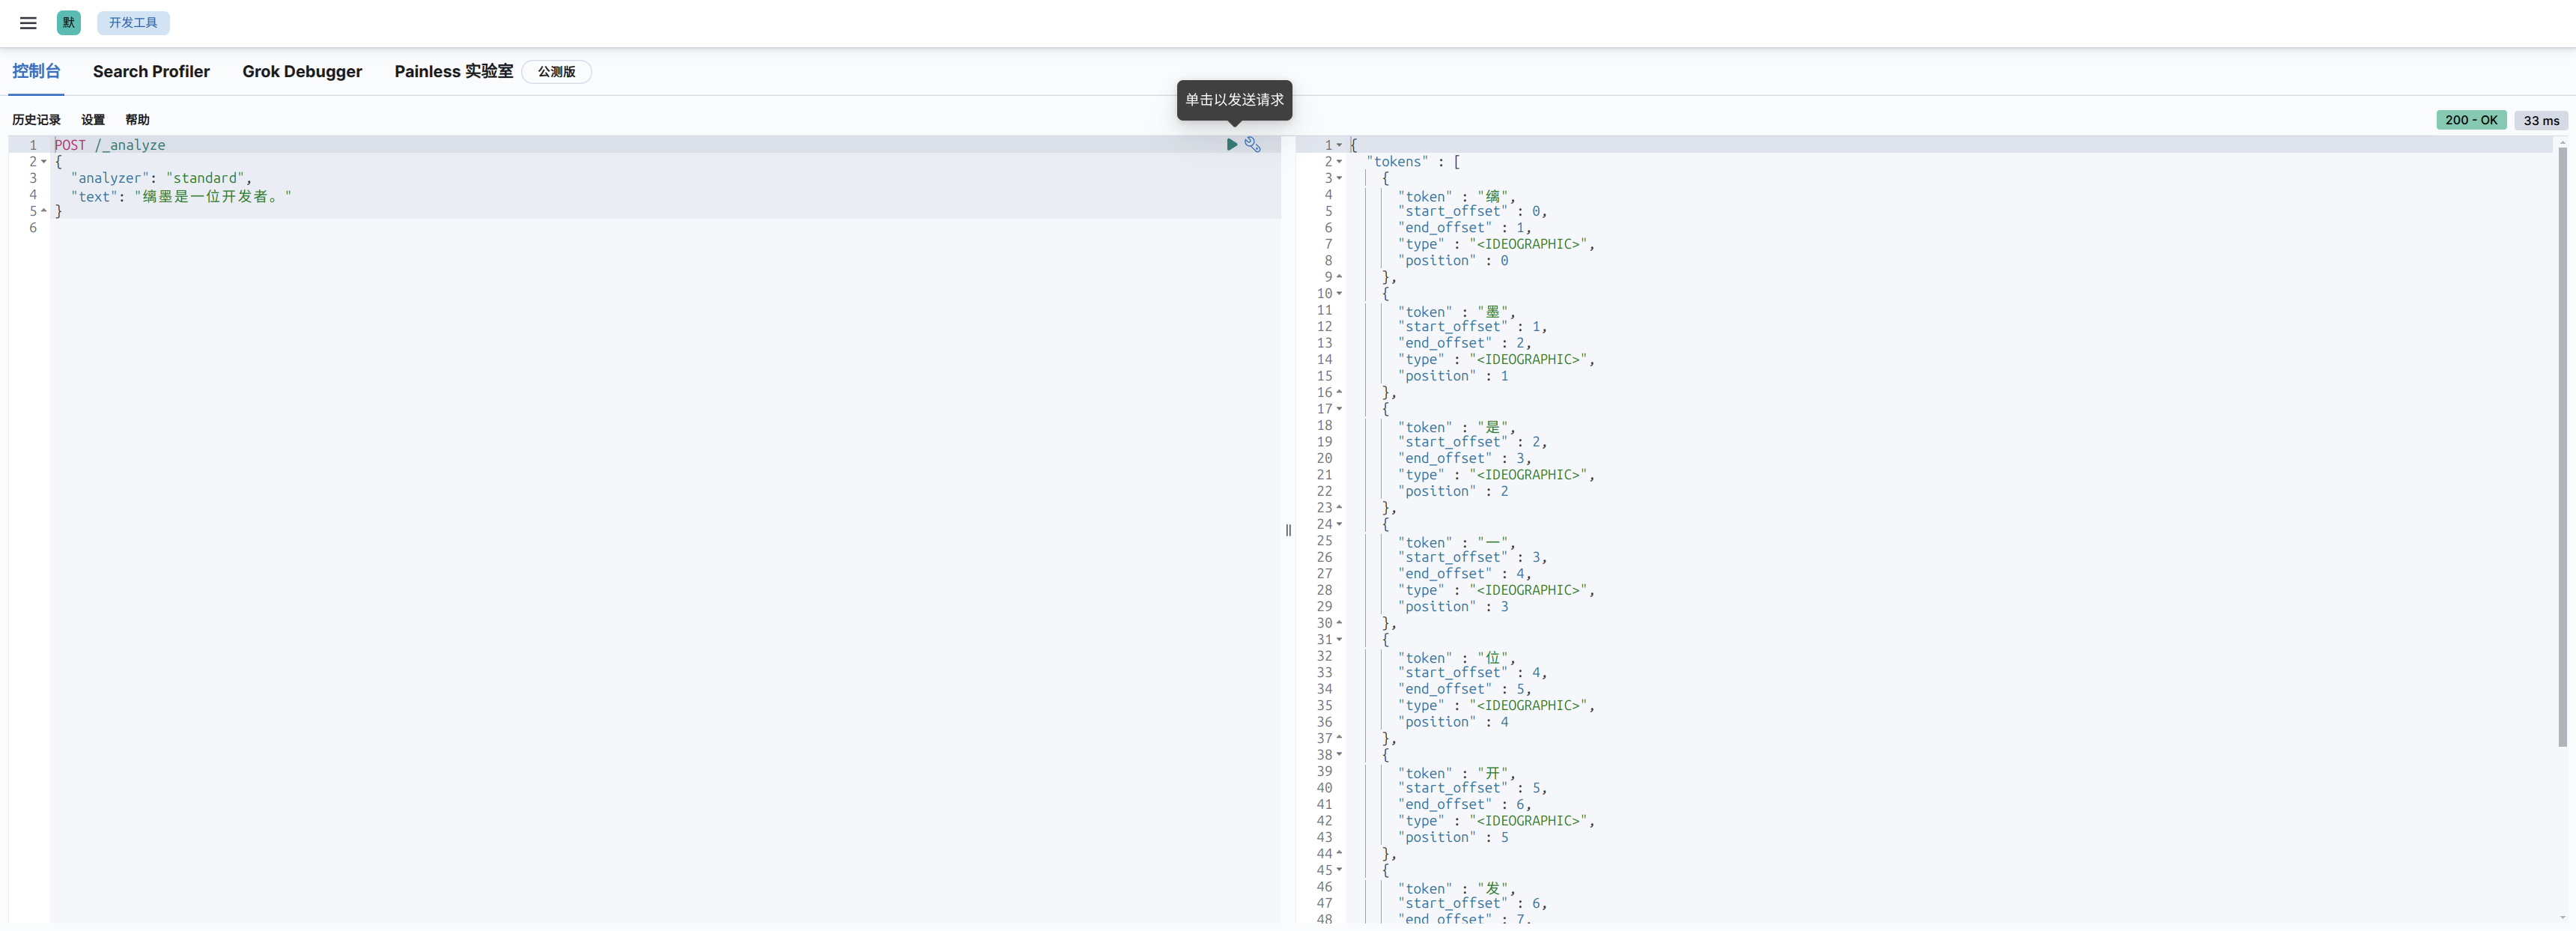 默 开发工具
控制台 Search Profiler Grok Debugger Painless 实验室 公测版
单击以发送请求
历史记录 设置 帮助
200 - OK 33 ms
1 POST /_analyze
2 {
3 "analyzer": "standard",
4 "text": "缡墨是一位开发者。"
5 }
6
1 {
2 "tokens" : [
3 {
4 "token" : "缡",
5 "start_offset" : 0,
6 "end_offset" : 1,
7 "type" : "<IDEOGRAPHIC>",
8 "position" : 0
9 },
10 {
11 "token" : "墨",
12 "start_offset" : 1,
13 "end_offset" : 2,
14 "type" : "<IDEOGRAPHIC>",
15 "position" : 1
16 },
17 {
18 "token" : "是",
19 "start_offset" : 2,
20 "end_offset" : 3,
21 "type" : "<IDEOGRAPHIC>",
22 "position" : 2
23 },
24 {
25 "token" : "一",
26 "start_offset" : 3,
27 "end_offset" : 4,
28 "type" : "<IDEOGRAPHIC>",
29 "position" : 3
30 },
31 {
32 "token" : "位",
33 "start_offset" : 4,
34 "end_offset" : 5,
35 "type" : "<IDEOGRAPHIC>",
36 "position" : 4
37 },
38 {
39 "token" : "开",
40 "start_offset" : 5,
41 "end_offset" : 6,
42 "type" : "<IDEOGRAPHIC>",
43 "position" : 5
44 },
45 {
46 "token" : "发",
47 "start_offset" : 6,
48 "end_offset" : 7,